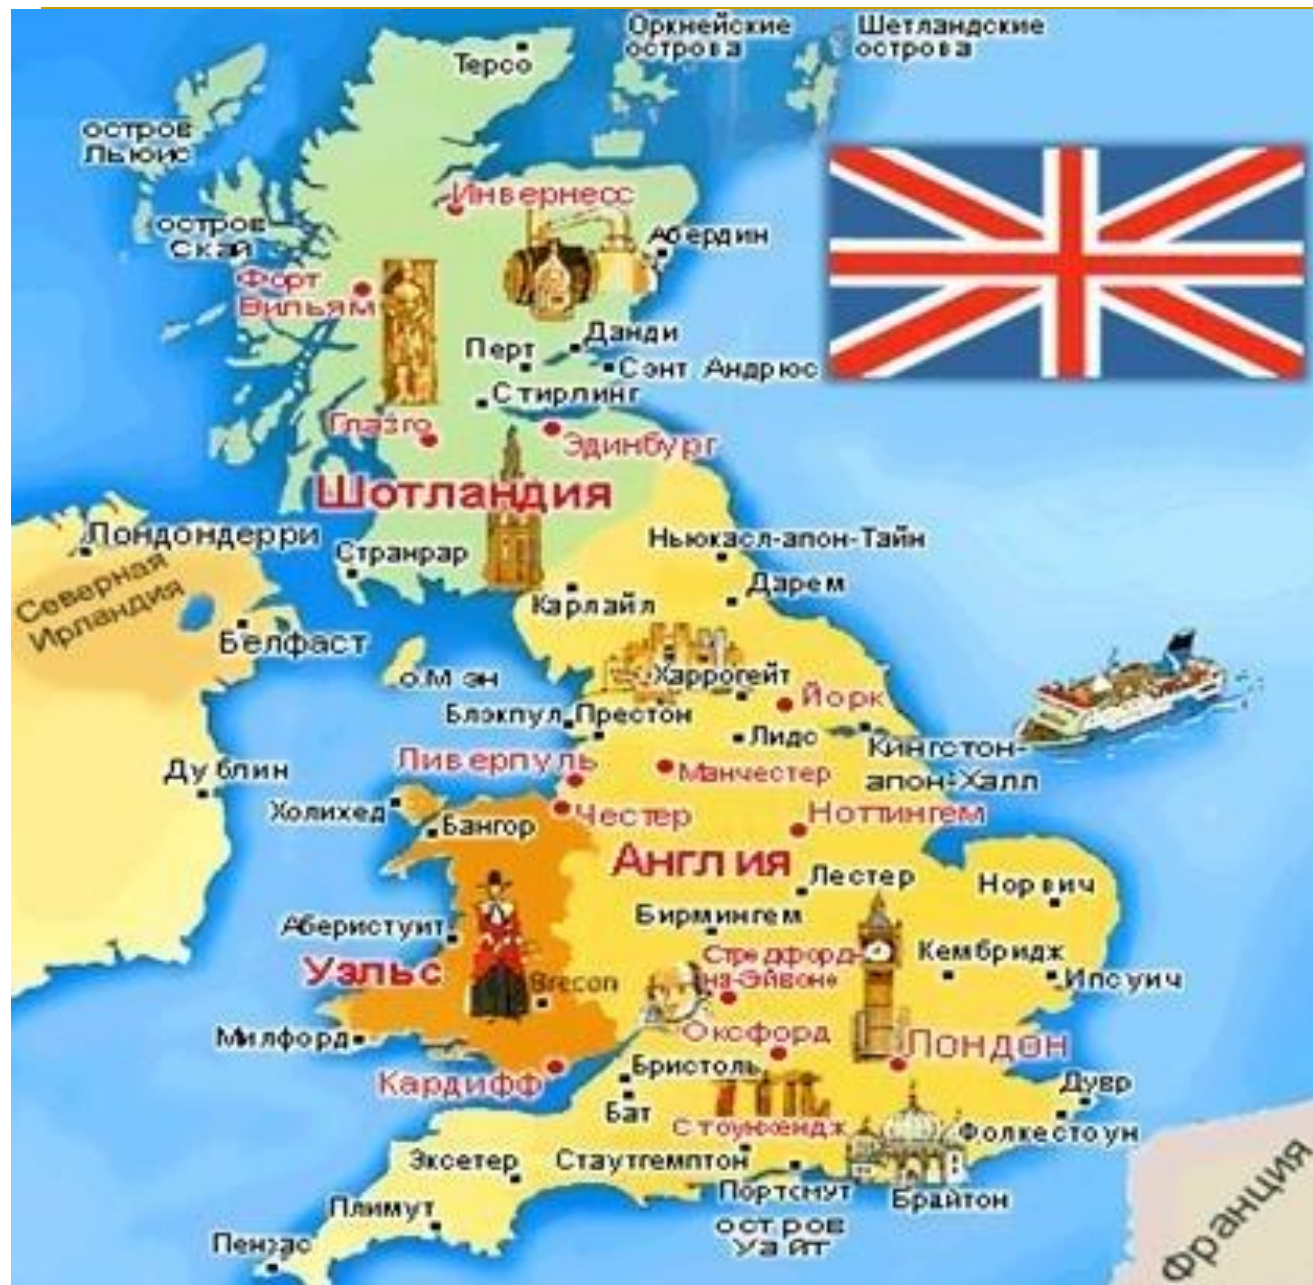 Оркнейские
острова
Шетландские
острова
Терсо
остров
Льюис
Инвернесс
остров
Скай
Абердин
Форт
Вильям
Данди
Перт
Сэнт Андрюс
Стирлинг
Глазго
Эдинбург
Шотландия
Лондондерри
Странрар
Ньюкасл-апон-Тайн
Северная
Ирландия
Дарем
Карлайл
Белфаст
о.Мэн
Харрогейт
Йорк
Блэкпул
Престон
Лидс
Кингстон-
апон-Халл
Ливерпуль
Манчестер
Дублин
Холихед
Честер
Ноттингем
Бангор
Англия
Лестер
Норвич
Бирмингем
Аберистуит
Стредфорд-
на-Эйвоне
Кембридж
Уэльс
Ипсуич
Brecon
Милфорд
Оксфорд
Лондон
Кардифф
Бристоль
Дувр
Бат
Стоунхендж
Фолкестоун
Эксетер
Стаутгемптон
Портсмут
Брайтон
Плимут
остров
Уайт
Пензас
Франция